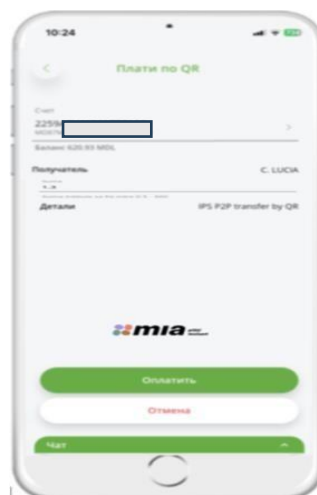 10:24
Плати по QR
Счет
2259
Баланс 620.93 MDL
Получатель C. LUCIA
Детали IPS P2P transfer by QR
mia
Оплатить
Отмена
Чат